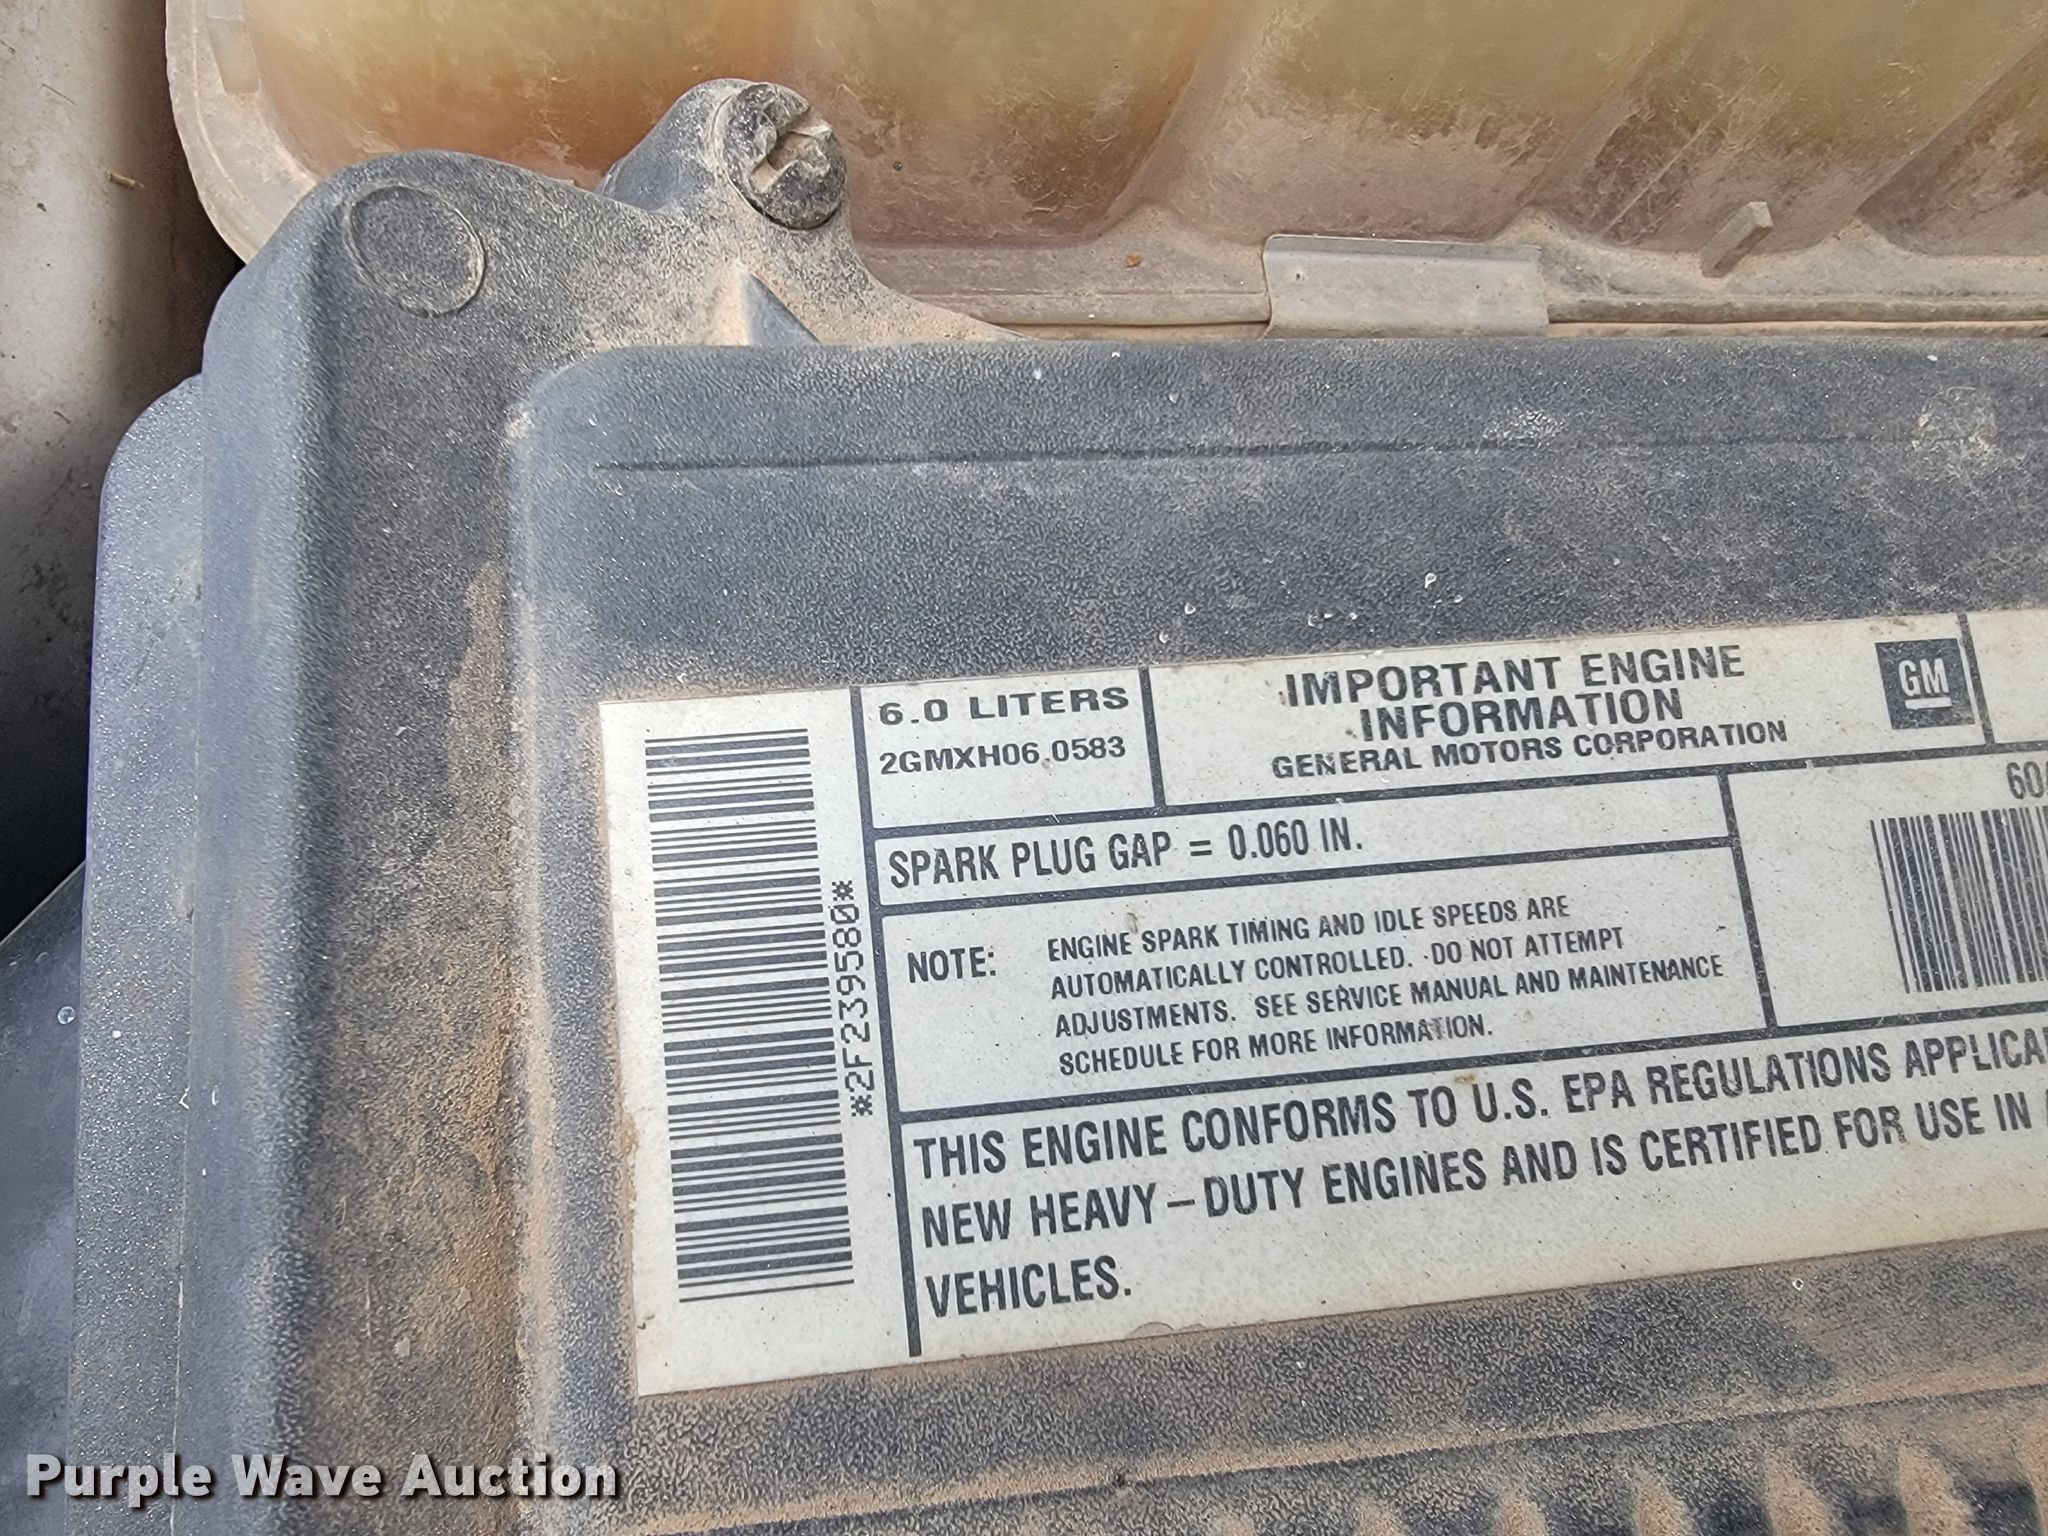 *2F239580*
6.0 LITERS
2GMXH06.0583
IMPORTANT ENGINE
INFORMATION
GENERAL MOTORS CORPORATION
GM
SPARK PLUG GAP = 0.060 IN.
NOTE: ENGINE SPARK TIMING AND IDLE SPEEDS ARE
AUTOMATICALLY CONTROLLED. DO NOT ATTEMPT
ADJUSTMENTS. SEE SERVICE MANUAL AND MAINTENANCE
SCHEDULE FOR MORE INFORMATION.
THIS ENGINE CONFORMS TO U.S. EPA REGULATIONS
NEW HEAVY-DUTY ENGINES AND IS CERTIFIED FOR USE IN
VEHICLES.
Purple Wave Auction